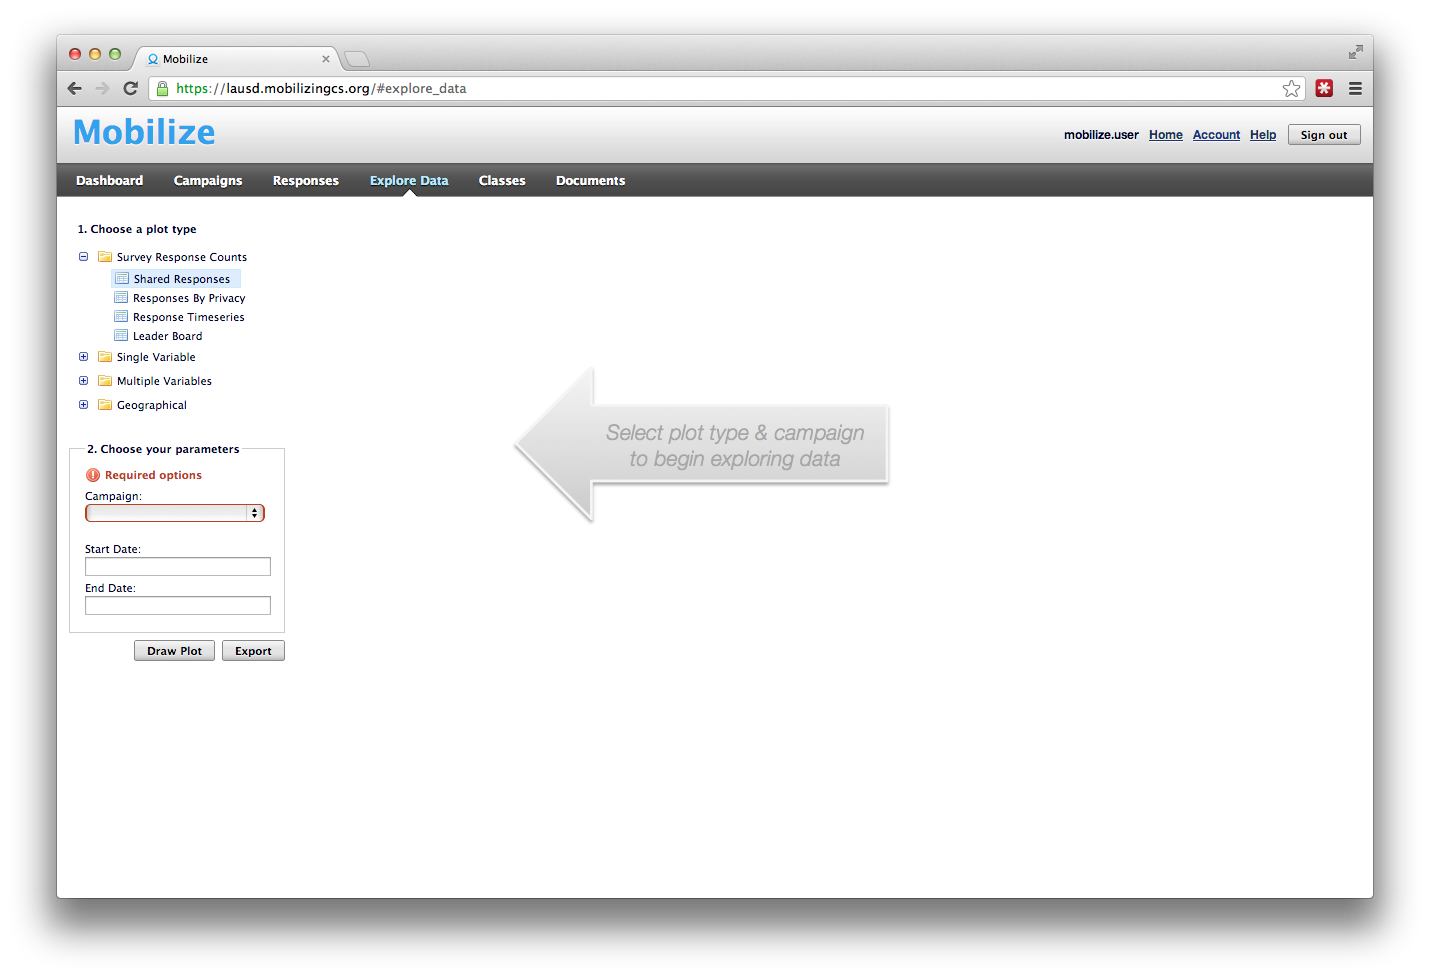 Mobilize
https://lausd.mobilizingcs.org/#explore_data
Mobilize
mobilize.user Home Account Help Sign out
Dashboard Campaigns Responses Explore Data Classes Documents
1. Choose a plot type
Survey Response Counts
Shared Responses
Responses By Privacy
Response Timeseries
Leader Board
Single Variable
Multiple Variables
Geographical
Select plot type & campaign
to begin exploring data
2. Choose your parameters
Required options
Campaign:
Start Date:
End Date:
Draw Plot Export